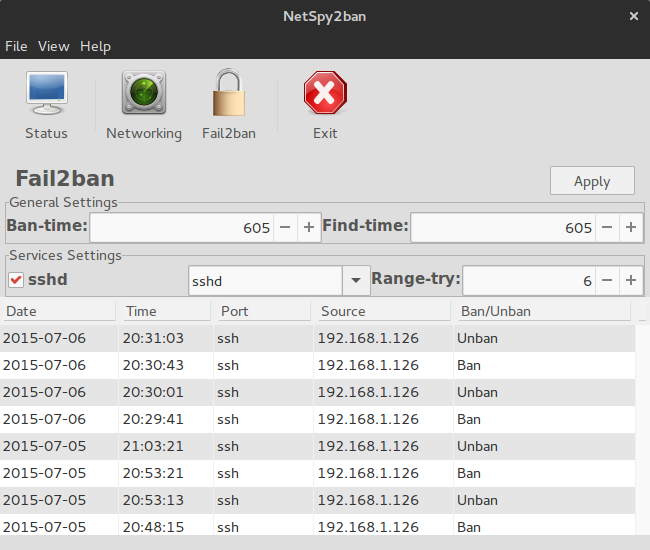 NetSpy2ban
File View Help
Status Networking Fail2ban Exit
Fail2ban Apply
General Settings
Ban-time: 605 Find-time: 605
Services Settings
sshd sshd Range-try: 6
Date Time Port Source Ban/Unban
2015-07-06 20:31:03 ssh 192.168.1.126 Unban
2015-07-06 20:30:43 ssh 192.168.1.126 Ban
2015-07-06 20:30:01 ssh 192.168.1.126 Unban
2015-07-06 20:29:41 ssh 192.168.1.126 Ban
2015-07-05 21:03:21 ssh 192.168.1.126 Unban
2015-07-05 20:53:21 ssh 192.168.1.126 Ban
2015-07-05 20:53:13 ssh 192.168.1.126 Unban
2015-07-05 20:48:15 ssh 192.168.1.126 Ban